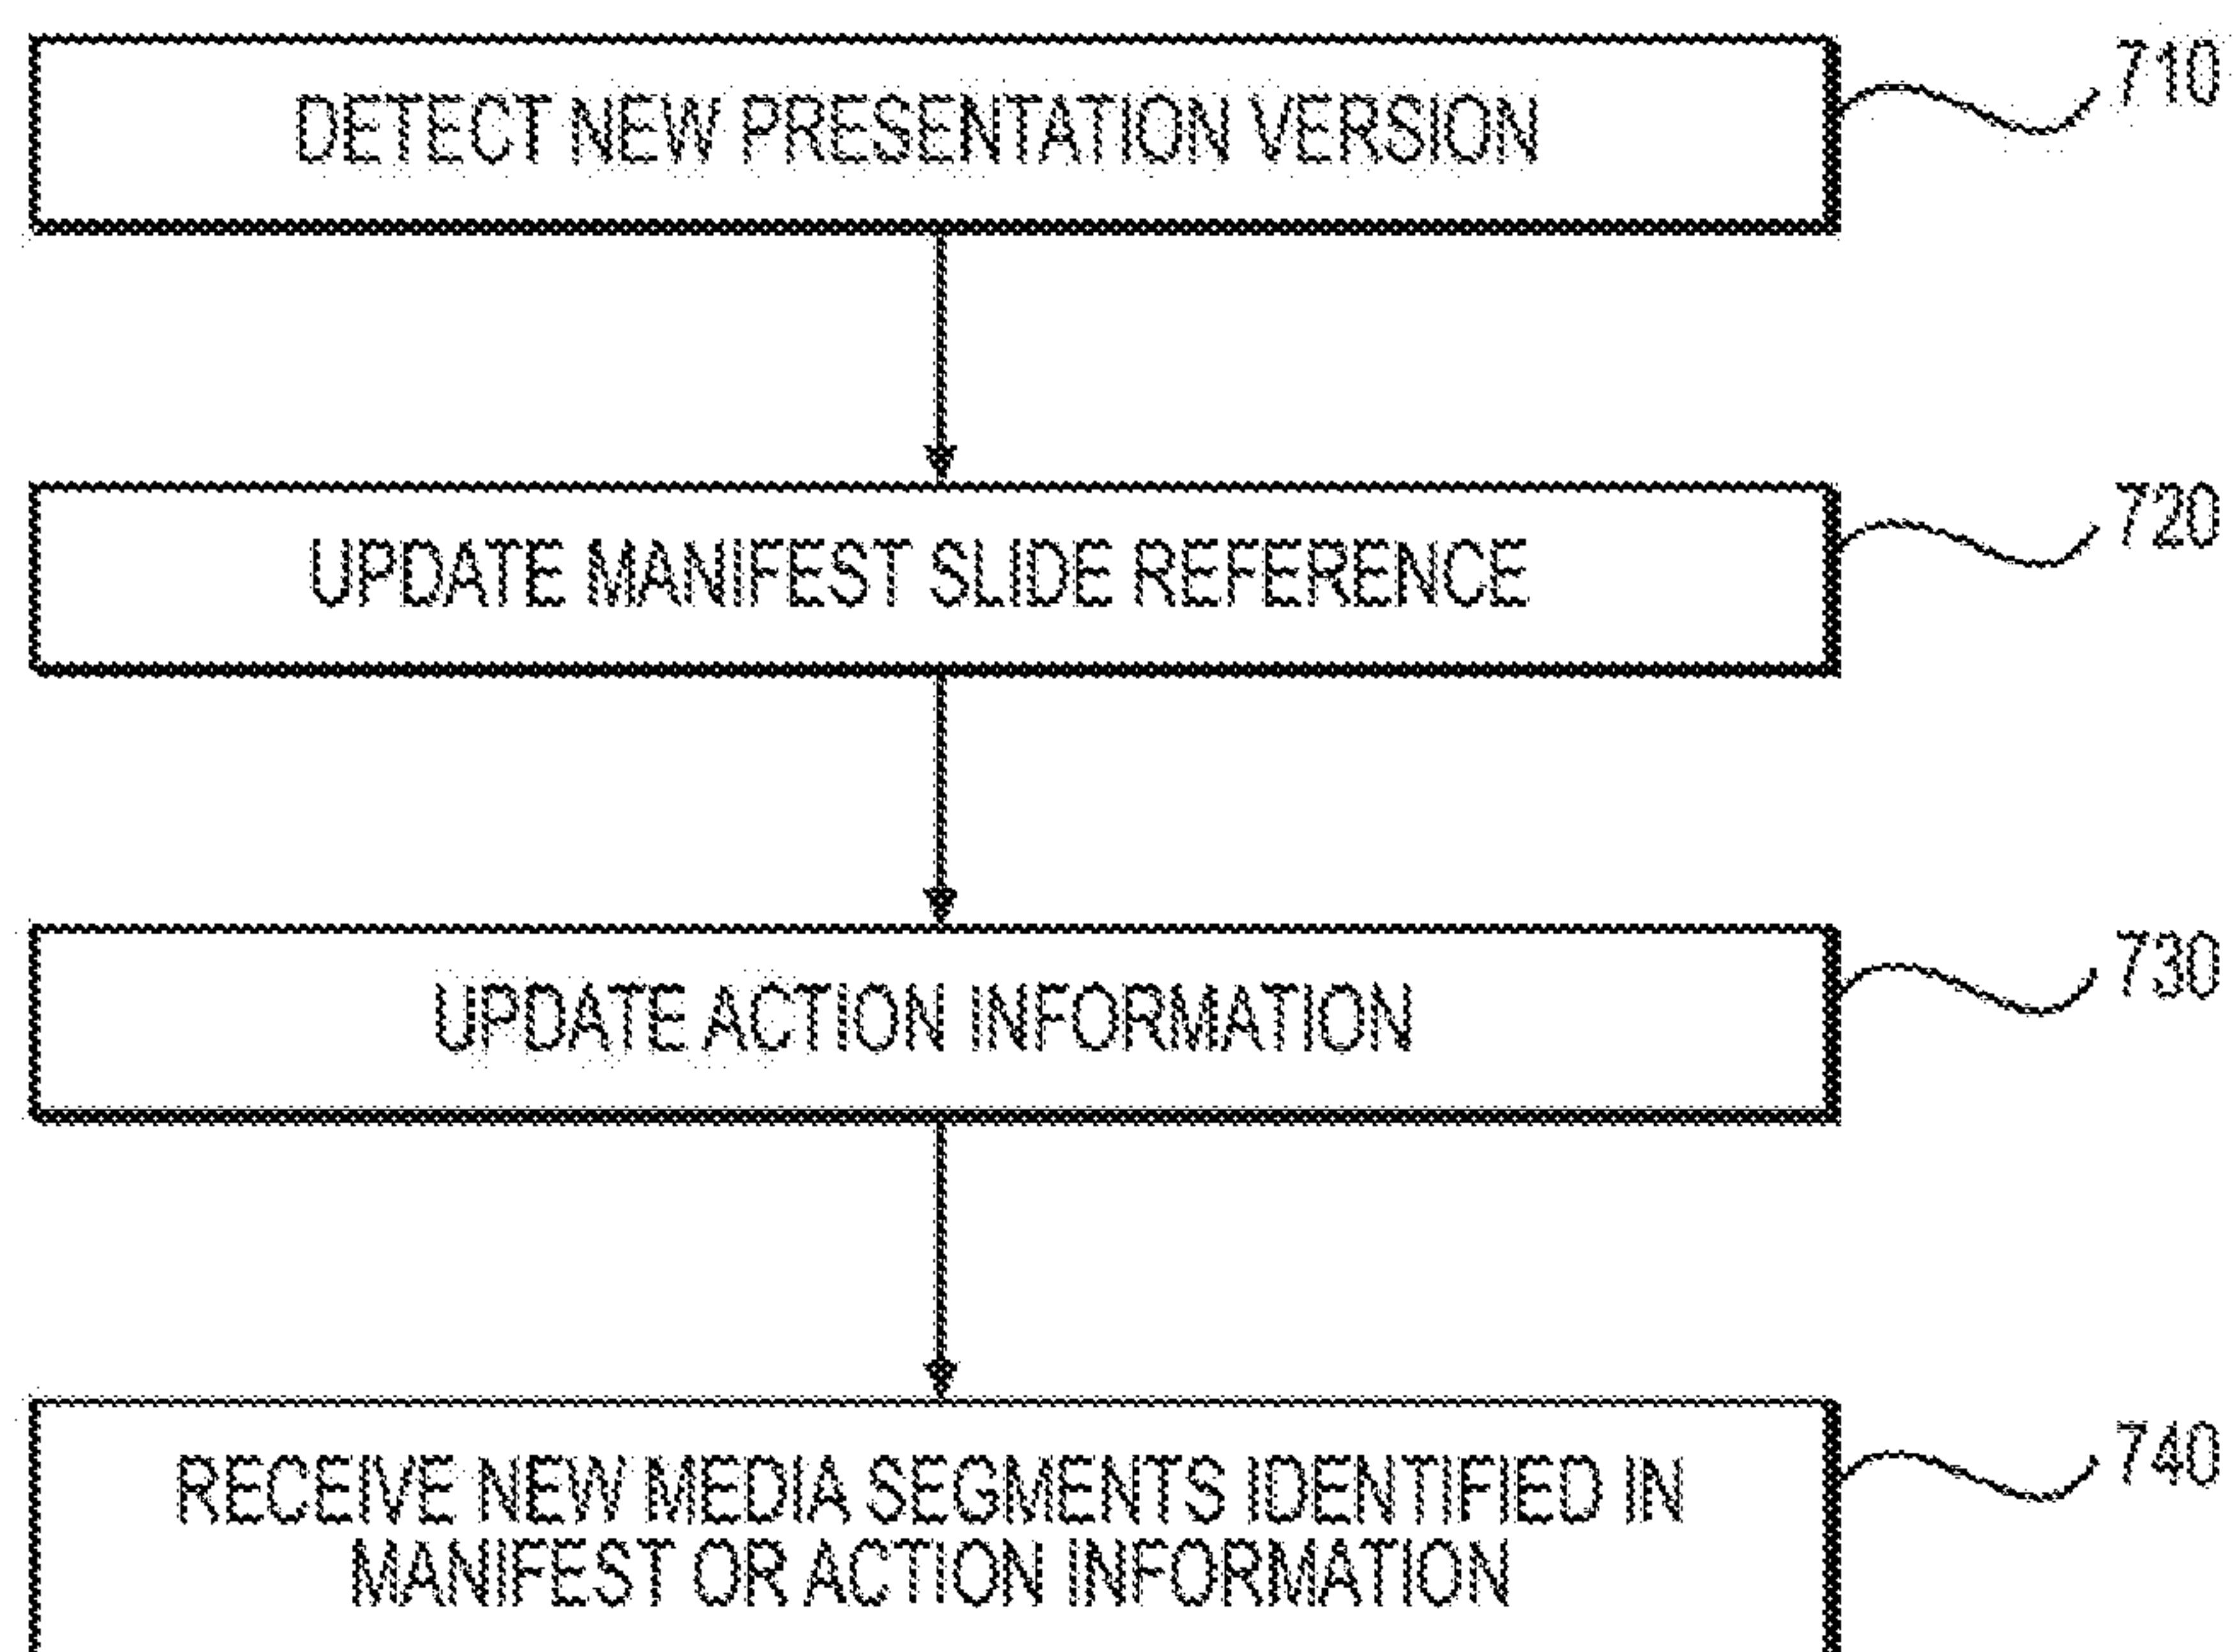 DETECT NEW PRESENTATION VERSION
710
UPDATE MANIFEST SLIDE REFERENCE
720
UPDATE ACTION INFORMATION
730
RECEIVE NEW MEDIA SEGMENTS IDENTIFIED IN
MANIFEST OR ACTION INFORMATION
740